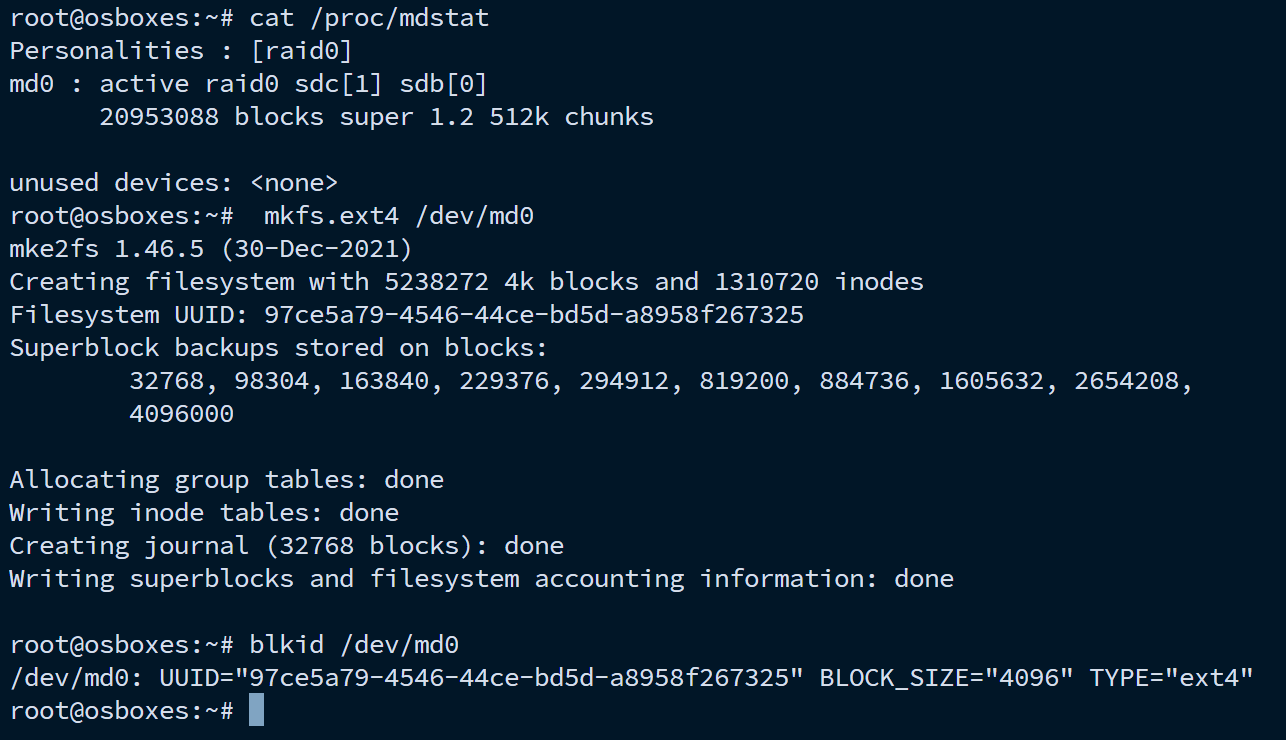 root@osboxes:~# cat /proc/mdstat
Personalities : [raid0]
md0 : active raid0 sdc[1] sdb[0]
      20953088 blocks super 1.2 512k chunks

unused devices: <none>
root@osboxes:~#  mkfs.ext4 /dev/md0
mke2fs 1.46.5 (30-Dec-2021)
Creating filesystem with 5238272 4k blocks and 1310720 inodes
Filesystem UUID: 97ce5a79-4546-44ce-bd5d-a8958f267325
Superblock backups stored on blocks:
        32768, 98304, 163840, 229376, 294912, 819200, 884736, 1605632, 2654208,
        4096000

Allocating group tables: done
Writing inode tables: done
Creating journal (32768 blocks): done
Writing superblocks and filesystem accounting information: done

root@osboxes:~# blkid /dev/md0
/dev/md0: UUID="97ce5a79-4546-44ce-bd5d-a8958f267325" BLOCK_SIZE="4096" TYPE="ext4"
root@osboxes:~#